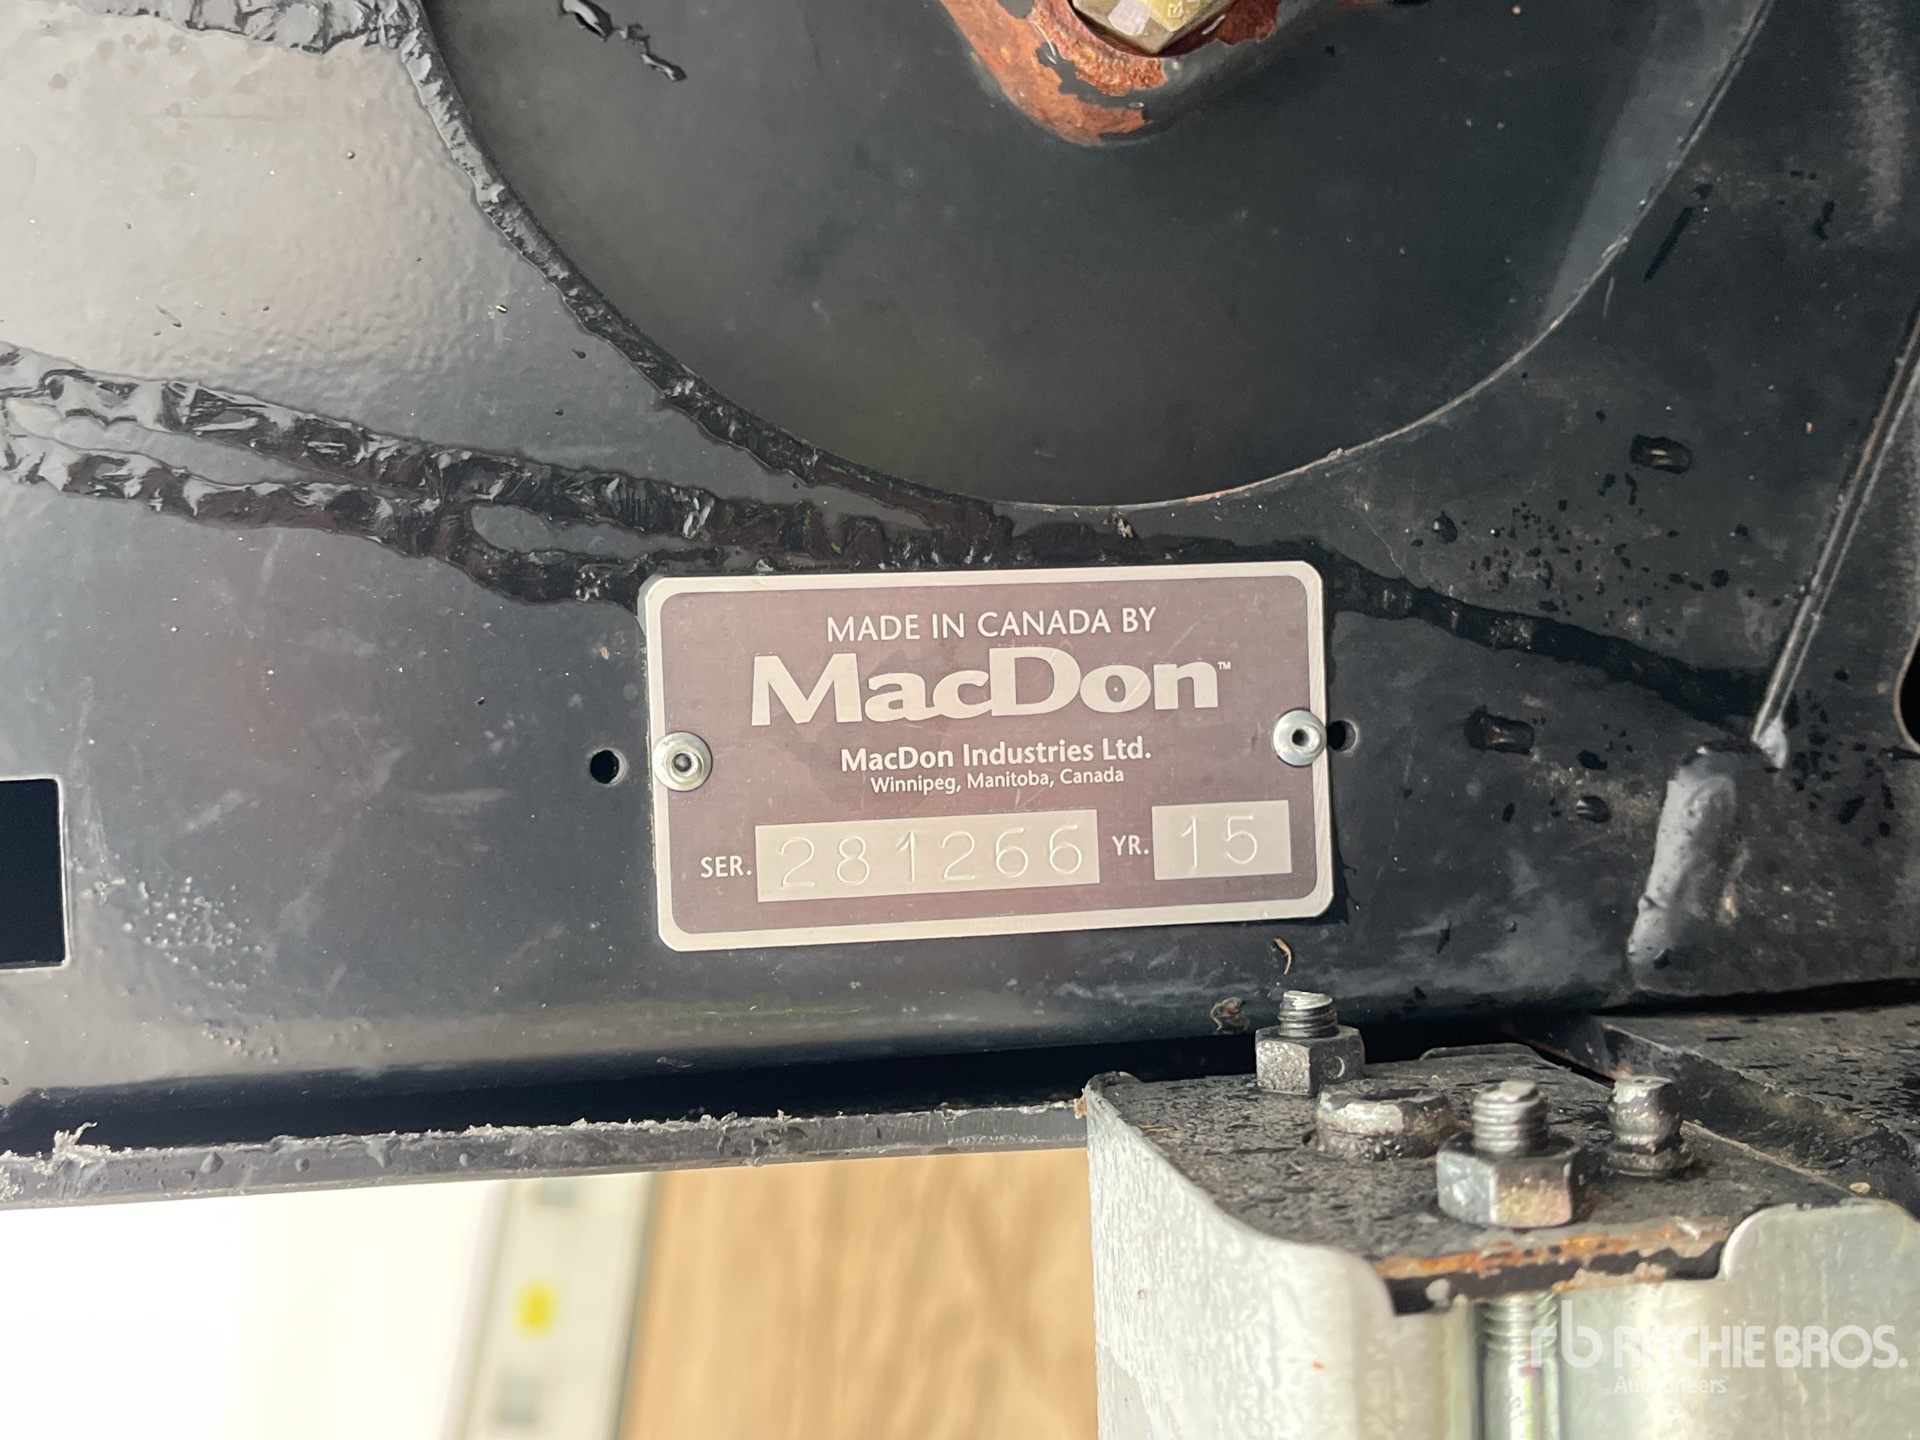 MADE IN CANADA BY
MacDon™
MacDon Industries Ltd.
Winnipeg, Manitoba, Canada
SER. 281266 YR. 15
rb RITCHIE BROS.
Auctioneers